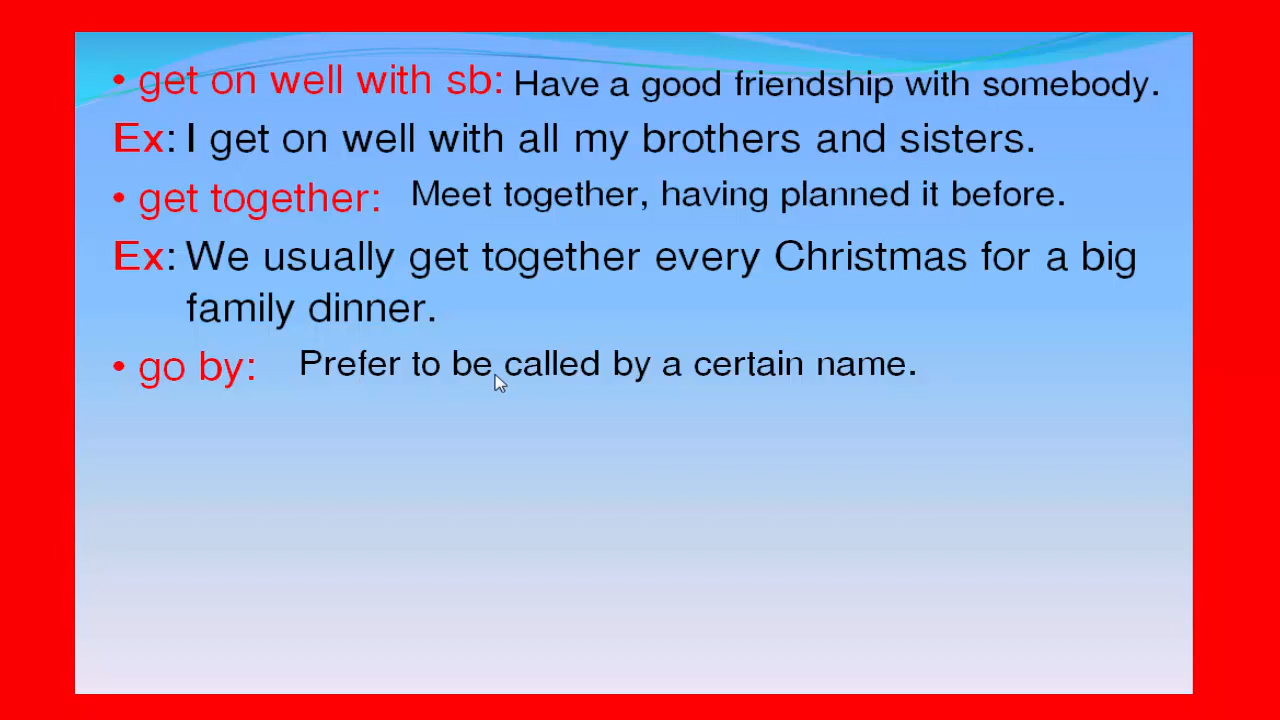 • get on well with sb: Have a good friendship with somebody.
Ex: I get on well with all my brothers and sisters.
• get together: Meet together, having planned it before.
Ex: We usually get together every Christmas for a big
family dinner.
• go by: Prefer to be called by a certain name.